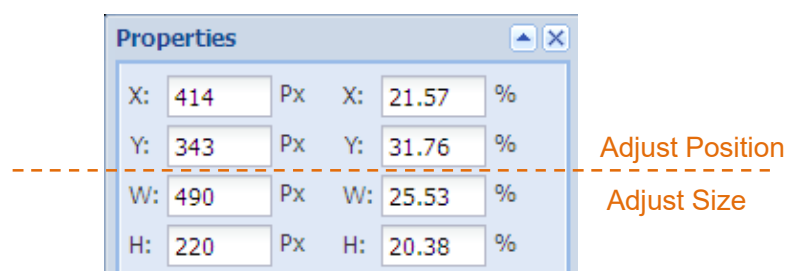 Properties
X: 414 Px X: 21.57 %
Y: 343 Px Y: 31.76 %
Adjust Position
W: 490 Px W: 25.53 %
Adjust Size
H: 220 Px H: 20.38 %